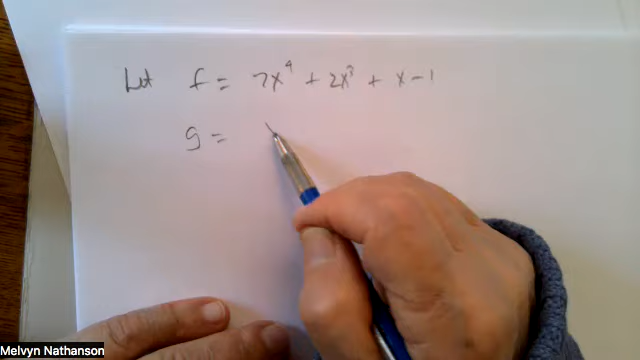 Let f = 7x⁴ + 2x³ + x - 1
g =
Melvyn Nathanson